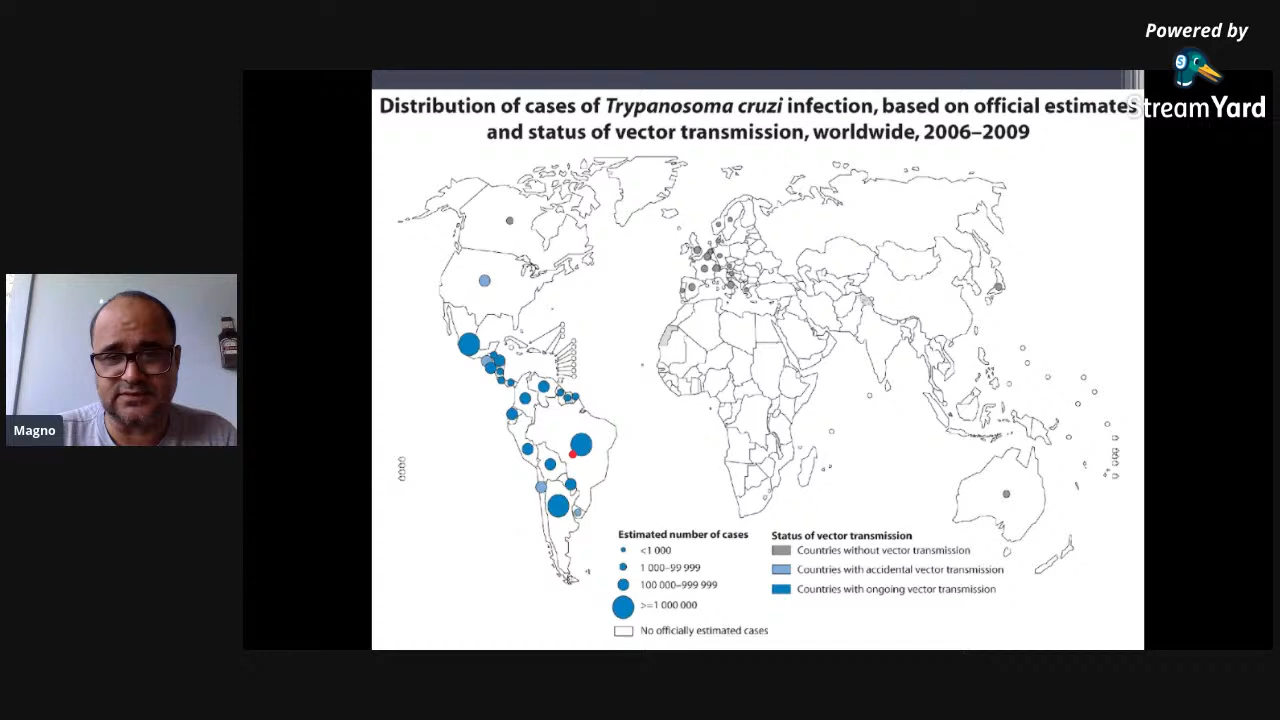 Powered by
StreamYard
Distribution of cases of Trypanosoma cruzi infection, based on official estimates
and status of vector transmission, worldwide, 2006–2009
Magno
Estimated number of cases
<1 000
1 000–99 999
100 000–999 999
>=1 000 000
No officially estimated cases
Status of vector transmission
Countries without vector transmission
Countries with accidental vector transmission
Countries with ongoing vector transmission